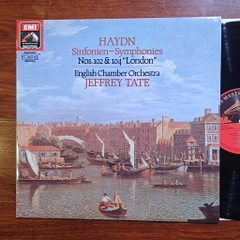 EMI
HAYDN
Sinfonien-Symphonies
Nos.102 & 104 "London"
English Chamber Orchestra
JEFFREY TATE